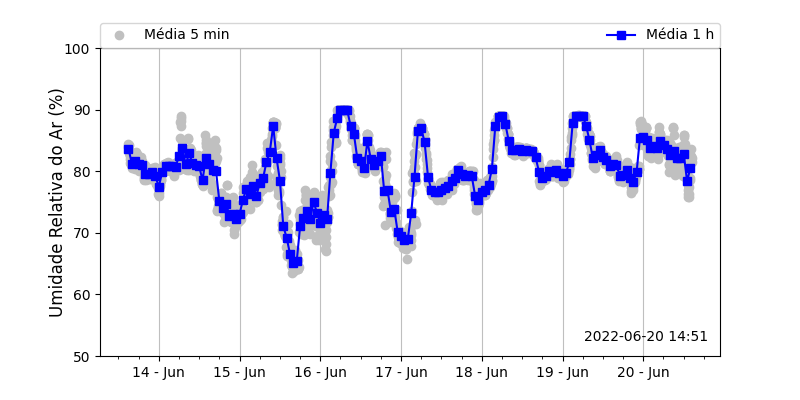 Média 5 min
Média 1 h
100
90
80
70
60
50
Umidade Relativa do Ar (%)
2022-06-20 14:51
14 - Jun
15 - Jun
16 - Jun
17 - Jun
18 - Jun
19 - Jun
20 - Jun